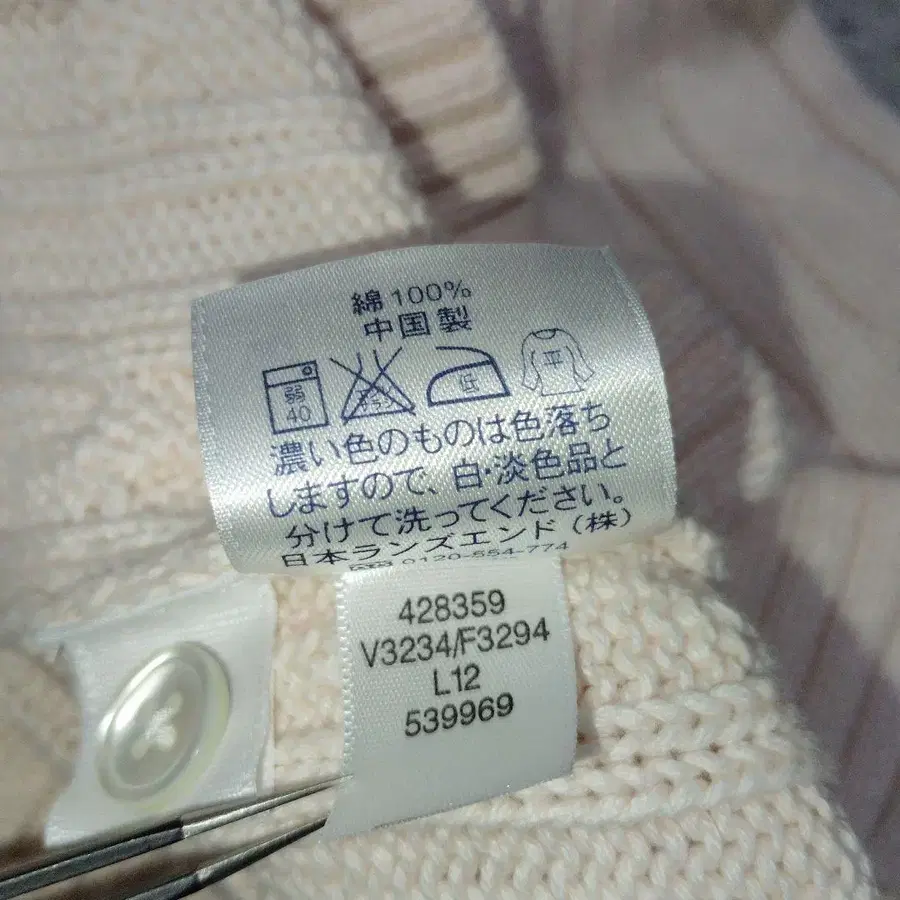 綿 100%
中国製
弱 40 低 平
濃い色のものは色落ち
しますので、白・淡色品と
分けて洗ってください。
日本ランズエンド（株）
0120-554-774
428359
V3234/F3294
L12
539969